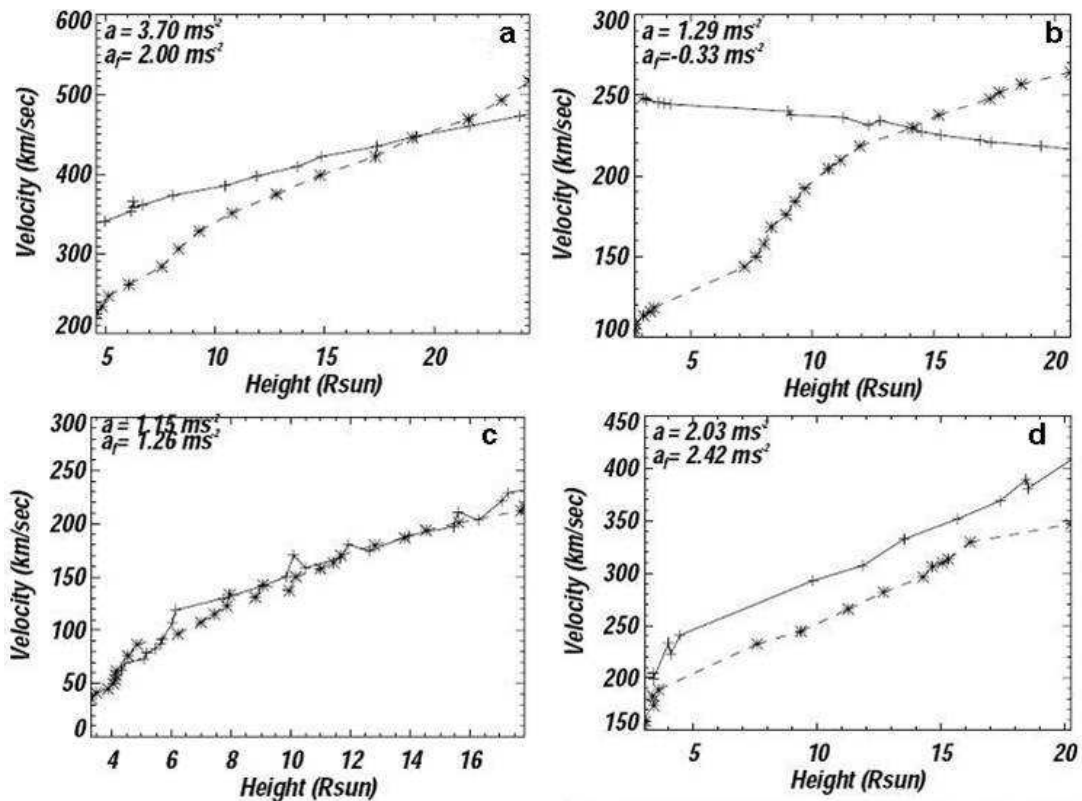 a = 3.70 ms⁻²
a_f= 2.00 ms⁻²
a
600
500
400
300
200
Velocity (km/sec)
5 10 15 20
Height (Rsun)
a = 1.29 ms⁻²
a_f=-0.33 ms⁻²
b
300
250
200
150
100
Velocity (km/sec)
5 10 15 20
Height (Rsun)
a = 1.15 ms⁻²
a_f= 1.26 ms⁻²
c
300
250
200
150
100
50
0
Velocity (km/sec)
4 6 8 10 12 14 16
Height (Rsun)
a = 2.03 ms⁻²
a_f= 2.42 ms⁻²
d
450
400
350
300
250
200
150
Velocity (km/sec)
5 10 15 20
Height (Rsun)